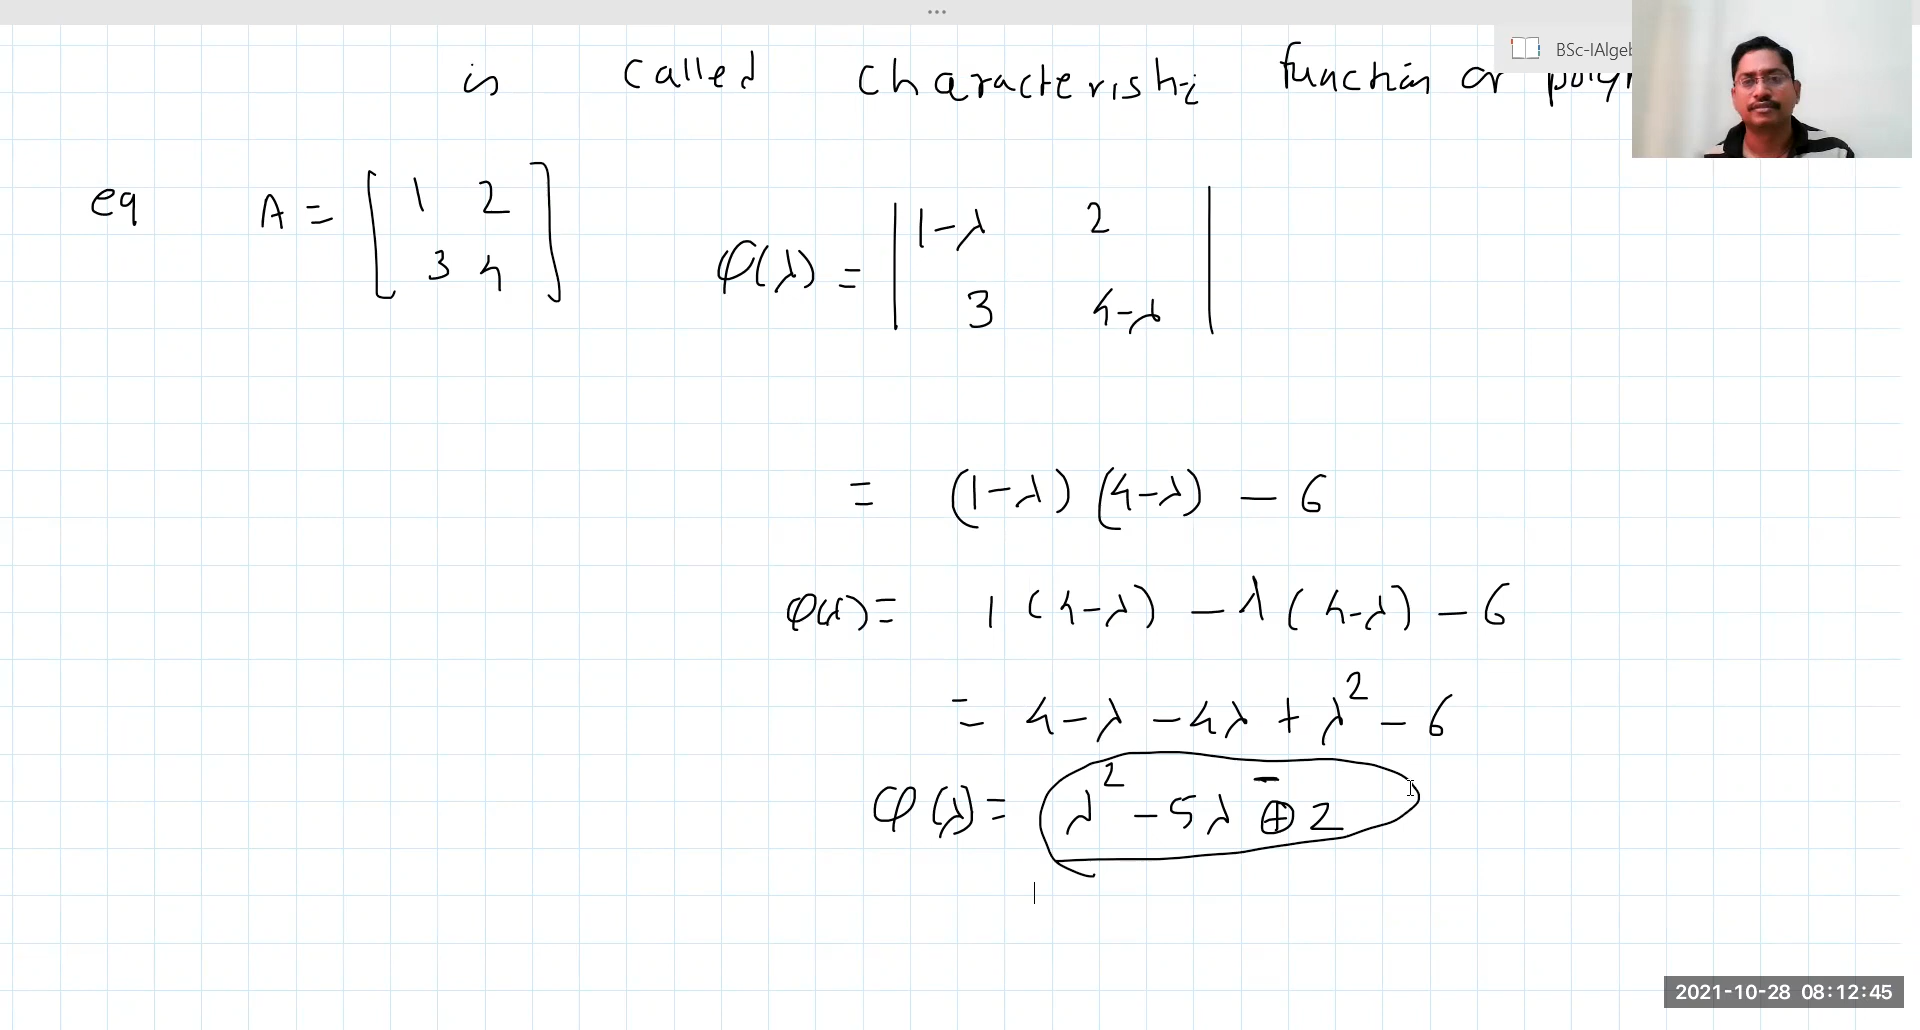 ...
BSc-IAlgeb
is called characteristic function or polyn
eg A = [ 1 2
3 4 ]
φ(λ) = | 1-λ 2
3 4-λ |
= (1-λ) (4-λ) - 6
φ(λ) = 1 (4-λ) - λ (4-λ) - 6
= 4 - λ - 4λ + λ² - 6
φ(λ) = λ² - 5λ - ⊕ 2
2021-10-28 08:12:45